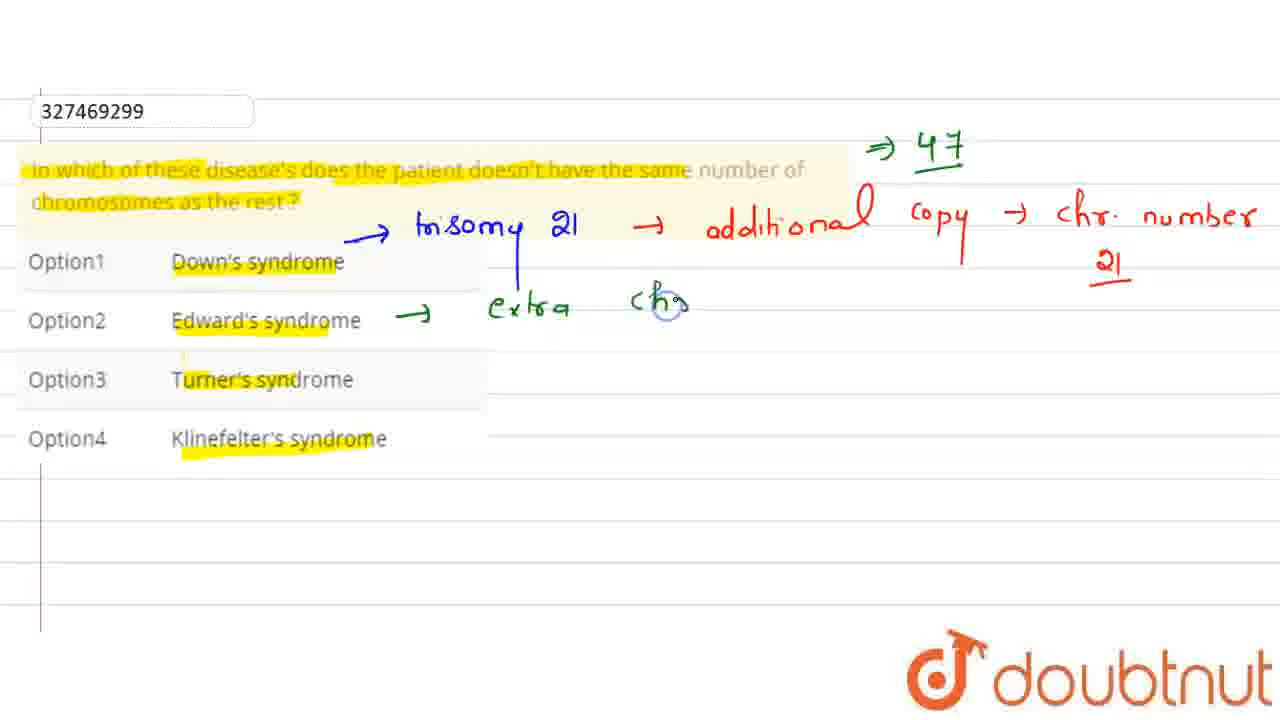 327469299
In which of these disease's does the patient doesn't have the same number of
chromosomes as the rest ?
⇒ 47
→ trisomy 21 → additional copy → chr. number
21
Option1 Down's syndrome
Option2 Edward's syndrome → extra chr
Option3 Turner's syndrome
Option4 Klinefelter's syndrome
doubtnut